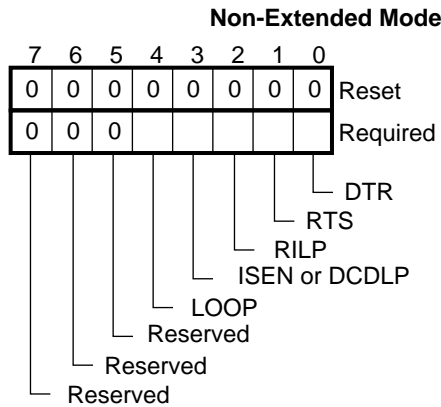 Non-Extended Mode
7 6 5 4 3 2 1 0
0 0 0 0 0 0 0 0 Reset
0 0 0 Required
DTR
RTS
RILP
ISEN or DCDLP
LOOP
Reserved
Reserved
Reserved